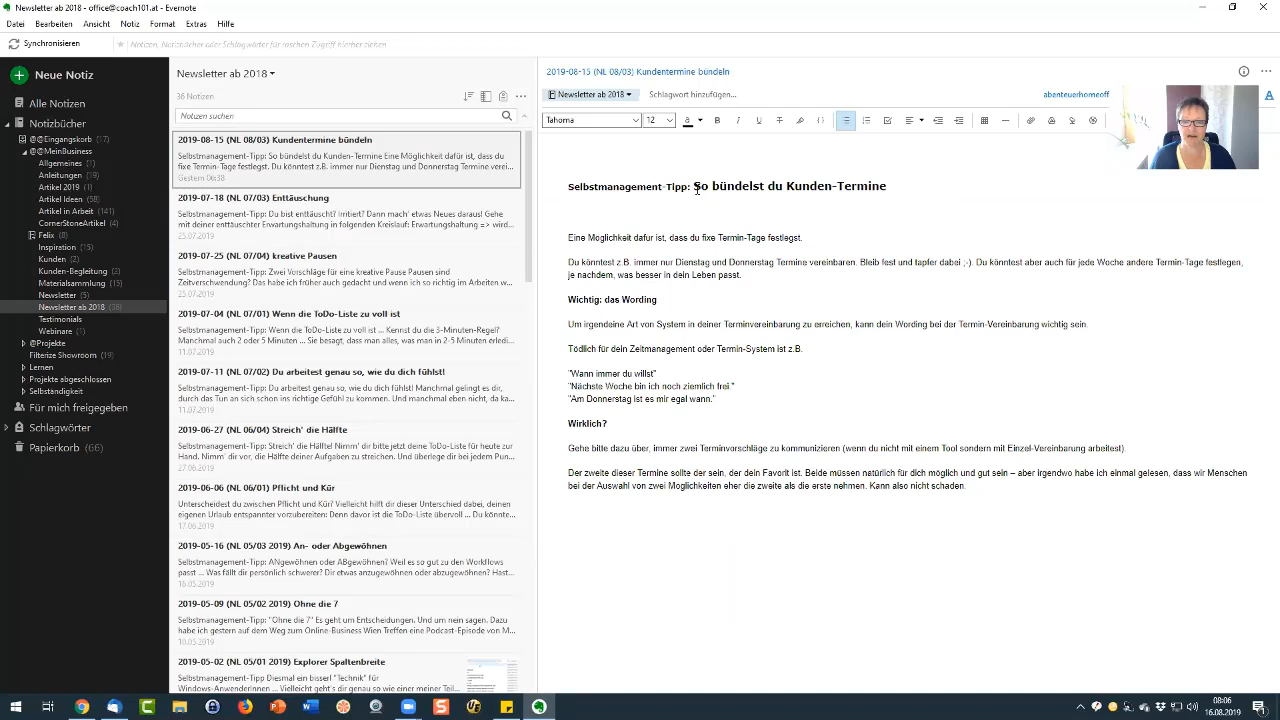 Newsletter ab 2018 - office@coach101.at - Evernote
Datei Bearbeiten Ansicht Notiz Format Extras Hilfe
Synchronisieren
Notizen, Notizbücher oder Schlagwörter für raschen Zugriff hierher ziehen
Neue Notiz
Alle Notizen
Notizbücher
@@Eingangskorb (17)
@@MeinBusiness
Allgemeines (1)
Anleitungen (19)
Artikel 2019 (1)
Artikel Ideen (58)
Artikel in Arbeit (141)
CornerStoneArtikel (4)
Felix (8)
Inspiration (15)
Kunden (2)
Kunden-Begleitung (2)
Materialsammlung (15)
Newsletter (5)
Newsletter ab 2018 (36)
Testimonials
Webinare (1)
@Projekte
Filterize Showroom (19)
Lernen
Projekte abgeschlossen
Selbständigkeit
Für mich freigegeben
Schlagwörter
Papierkorb (66)
Newsletter ab 2018
36 Notizen
Notizen suchen
2019-08-15 (NL 08/03) Kundentermine bündeln
Selbstmanagement-Tipp: So bündelst du Kunden-Termine Eine Möglichkeit dafür ist, dass du
fixe Termin-Tage festlegst. Du könntest z.B. immer nur Dienstag und Donnerstag Termine verei...
Gestern 06:38
2019-07-18 (NL 07/03) Enttäuschung
Selbstmanagement-Tipp: Du bist enttäuscht? Irritiert? Dann mach' etwas Neues daraus! Gehe
mit deiner enttäuschter Erwartungshaltung in folgenden Kreislauf: Erwartungshaltung => wird...
25.07.2019
2019-07-25 (NL 07/04) kreative Pausen
Selbstmanagement-Tipp: Zwei Vorschläge für eine kreative Pause Pausen sind
Zeitverschwendung? Das habe ich früher auch gedacht und wenn ich so richtig im Arbeiten w...
25.07.2019
2019-07-04 (NL 07/01) Wenn die ToDo-Liste zu voll ist
Selbstmanagement-Tipp: Wenn die ToDo-Liste zu voll ist ... Kennst du die 3-Minuten-Regel?
Manchmal auch 2 oder 5 Minuten ... Sie besagt, dass man alles, was man in 2-5 Minuten erledi...
11.07.2019
2019-07-11 (NL 07/02) Du arbeitest genau so, wie du dich fühlst!
Selbstmanagement-Tipp: Du arbeitest genau so, wie du dich fühlst! Manchmal gelingt es dir,
durch das Tun an sich schon ins richtige Gefühl zu kommen. Und manchmal eben nicht, da ka...
11.07.2019
2019-06-27 (NL 06/04) Streich' die Hälfte
Selbstmanagement-Tipp: Streich' die Hälfte! Nimm' dir bitte jetzt deine ToDo-Liste für heute zur
Hand. Nimm' dir vor, die Hälfte deiner Aufgaben zu streichen. Und überlege dir bei jedem Pun...
27.06.2019
2019-06-06 (NL 06/01) Pflicht und Kür
Unterscheidest du zwischen Pflicht und Kür? Vielleicht hilft dir dieser Unterschied dabei, deinen
eigenen Urlaub entspannter vorzubereiten: Denn davor ist die ToDo-Liste übervoll ... Du könnte...
17.06.2019
2019-05-16 (NL 05/03 2019) An- oder Abgewöhnen
Selbstmanagement-Tipp: ANgewöhnen oder ABgewöhnen? Weil es so gut zu den Workflows
passt ... Was fällt dir persönlich schwerer? Dir etwas anzugewöhnen oder abzugewöhnen? Hast...
16.05.2019
2019-05-09 (NL 05/02 2019) Ohne die 7
Selbstmanagement-Tipp: "Ohne die 7" Es geht um Entscheidungen. Und um nein sagen. Dazu
habe ich gestern auf dem Weg zum Online-Business Wien Treffen eine Podcast-Episode von M...
10.05.2019
2019-05-02 (NL 05/01 2019) Explorer Spaltenbreite
Selbstmanagement-Tipp Diesmal ein bisserl "Technik" für
Windows-AnwenderInnen ... Vielleicht geht's dir genau so wie einer meiner Teil...
2019-08-15 (NL 08/03) Kundentermine bündeln
Newsletter ab 2018 Schlagwort hinzufügen... abenteuerhomeoff
Tahoma 12
Selbstmanagement-Tipp: So bündelst du Kunden-Termine
Eine Möglichkeit dafür ist, dass du fixe Termin-Tage festlegst.
Du könntest z.B. immer nur Dienstag und Donnerstag Termine vereinbaren. Bleib fest und tapfer dabei ;-). Du könntest aber auch für jede Woche andere Termin-Tage festlegen,
je nachdem, was besser in dein Leben passt.
Wichtig: das Wording
Um irgendeine Art von System in deiner Terminvereinbarung zu erreichen, kann dein Wording bei der Termin-Vereinbarung wichtig sein.
Tödlich für dein Zeitmanagement oder Termin-System ist z.B.
"Wann immer du willst"
"Nächste Woche bin ich noch ziemlich frei."
"Am Donnerstag ist es mir egal wann."
Wirklich?
Gehe bitte dazu über, immer zwei Terminvorschläge zu kommunizieren (wenn du nicht mit einem Tool sondern mit Einzel-Vereinbarung arbeitest).
Der zweite dieser Termine sollte der sein, der dein Favorit ist. Beide müssen natürlich für dich möglich und gut sein – aber irgendwo habe ich einmal gelesen, dass wir Menschen
bei der Auswahl von zwei Möglichkeiten eher die zweite als die erste nehmen. Kann also nicht schaden.
08:06
16.08.2019